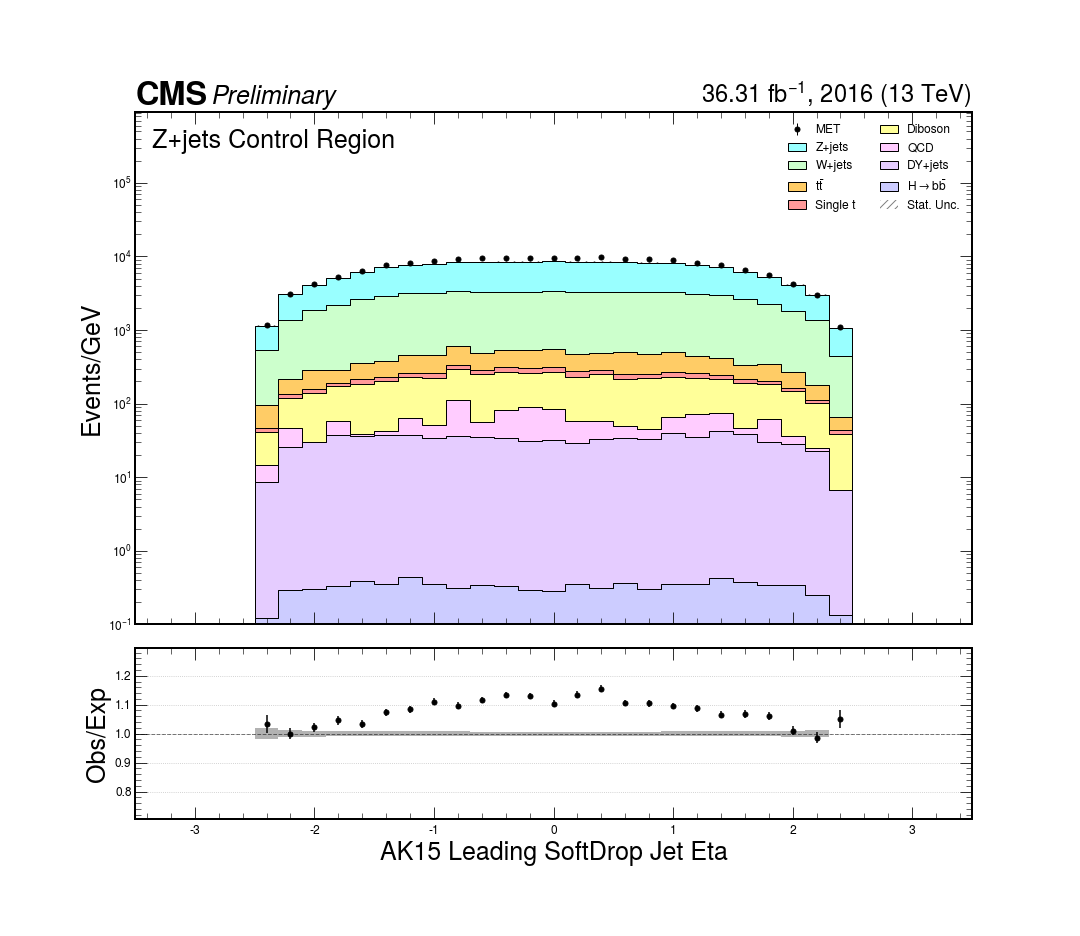 CMS Preliminary
36.31 fb⁻¹, 2016 (13 TeV)
Z+jets Control Region
MET
Z+jets
W+jets
tt̄
Single t
Diboson
QCD
DY+jets
H→bb̄
Stat. Unc.
Events/GeV
10⁵
10⁴
10³
10²
10¹
10⁰
10⁻¹
Obs/Exp
1.2
1.1
1.0
0.9
0.8
-3 -2 -1 0 1 2 3
AK15 Leading SoftDrop Jet Eta